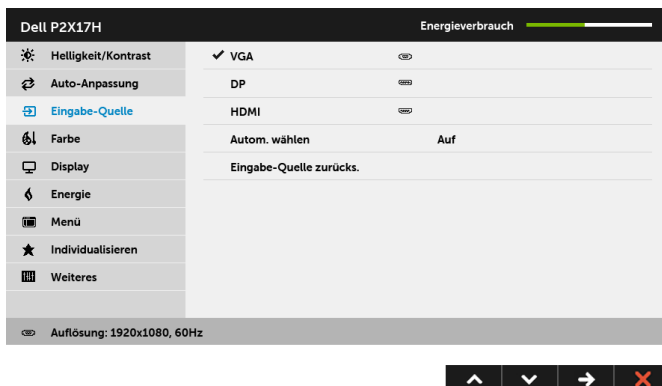 Dell P2X17H
Energieverbrauch
Helligkeit/Kontrast
Auto-Anpassung
Eingabe-Quelle
Farbe
Display
Energie
Menü
Individualisieren
Weiteres
VGA
DP
HDMI
Autom. wählen Auf
Eingabe-Quelle zurücks.
Auflösung: 1920x1080, 60Hz